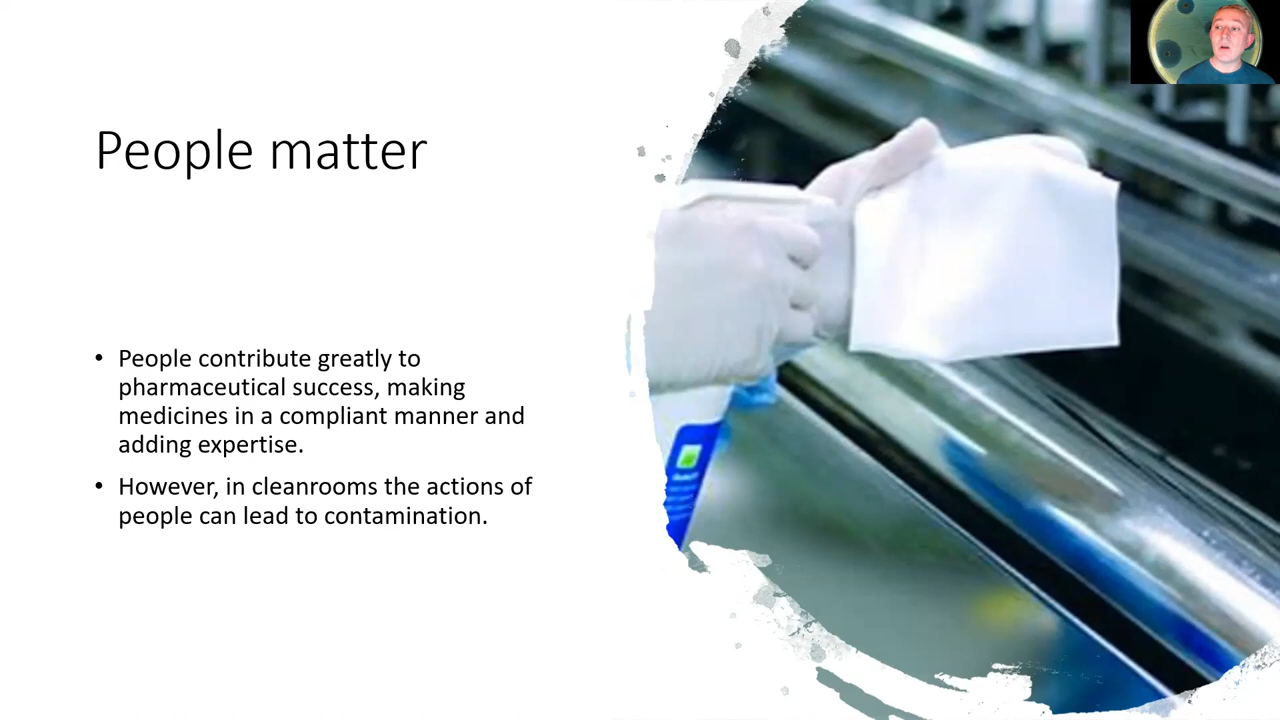 People matter
• People contribute greatly to
pharmaceutical success, making
medicines in a compliant manner and
adding expertise.
• However, in cleanrooms the actions of
people can lead to contamination.